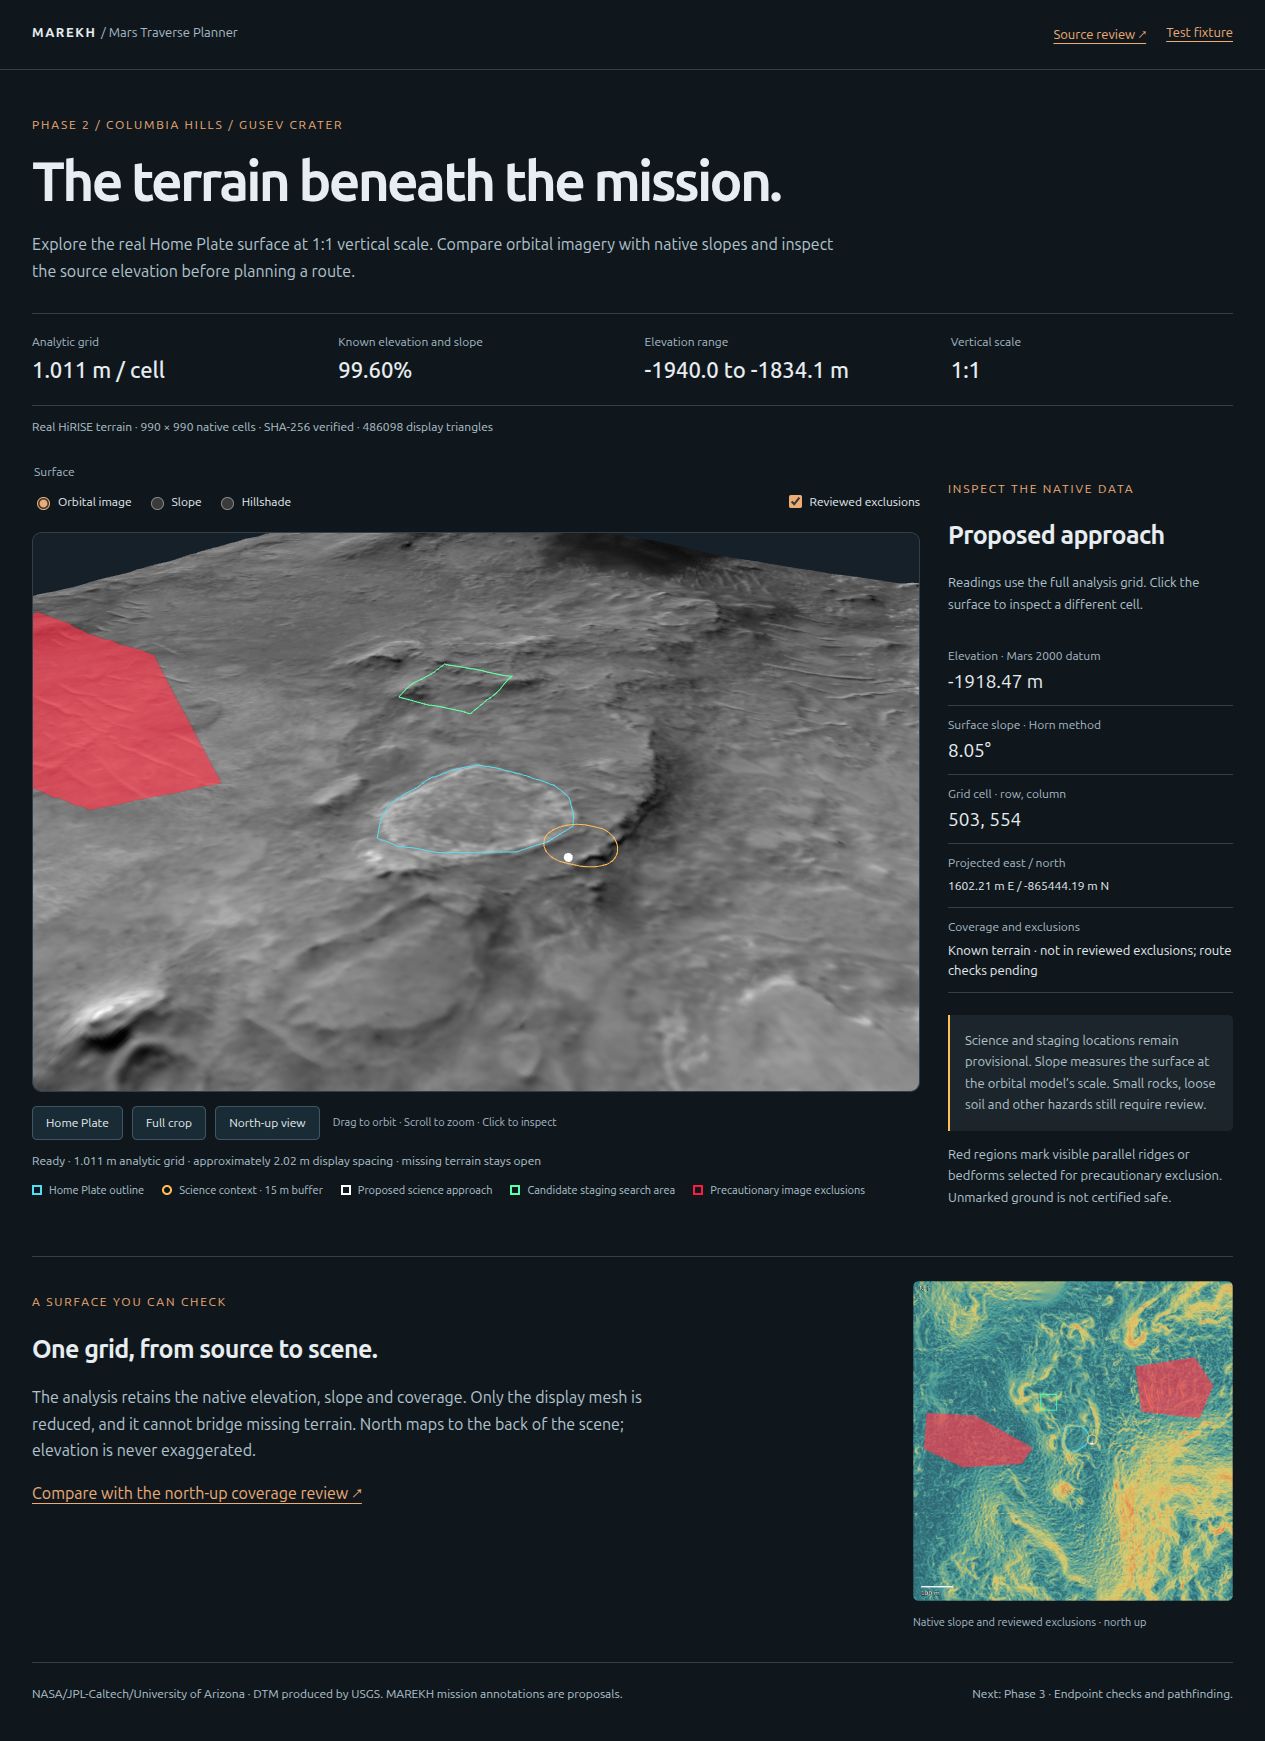 MAREKH / Mars Traverse Planner
Source review ↗ Test fixture
PHASE 2 / COLUMBIA HILLS / GUSEV CRATER
The terrain beneath the mission.
Explore the real Home Plate surface at 1:1 vertical scale. Compare orbital imagery with native slopes and inspect
the source elevation before planning a route.
Analytic grid
1.011 m / cell
Known elevation and slope
99.60%
Elevation range
-1940.0 to -1834.1 m
Vertical scale
1:1
Real HiRISE terrain · 990 × 990 native cells · SHA-256 verified · 486098 display triangles
Surface
Orbital image Slope Hillshade
Reviewed exclusions
INSPECT THE NATIVE DATA
Proposed approach
Readings use the full analysis grid. Click the
surface to inspect a different cell.
Elevation · Mars 2000 datum
-1918.47 m
Surface slope · Horn method
8.05°
Grid cell · row, column
503, 554
Projected east / north
1602.21 m E / -865444.19 m N
Coverage and exclusions
Known terrain · not in reviewed exclusions; route
checks pending
Science and staging locations remain
provisional. Slope measures the surface at
the orbital model's scale. Small rocks, loose
soil and other hazards still require review.
Red regions mark visible parallel ridges or
bedforms selected for precautionary exclusion.
Unmarked ground is not certified safe.
Home Plate Full crop North-up view Drag to orbit · Scroll to zoom · Click to inspect
Ready · 1.011 m analytic grid · approximately 2.02 m display spacing · missing terrain stays open
Home Plate outline Science context · 15 m buffer Proposed science approach Candidate staging search area Precautionary image exclusions
A SURFACE YOU CAN CHECK
One grid, from source to scene.
The analysis retains the native elevation, slope and coverage. Only the display mesh is
reduced, and it cannot bridge missing terrain. North maps to the back of the scene;
elevation is never exaggerated.
Compare with the north-up coverage review ↗
Native slope and reviewed exclusions · north up
NASA/JPL-Caltech/University of Arizona · DTM produced by USGS. MAREKH mission annotations are proposals.
Next: Phase 3 · Endpoint checks and pathfinding.